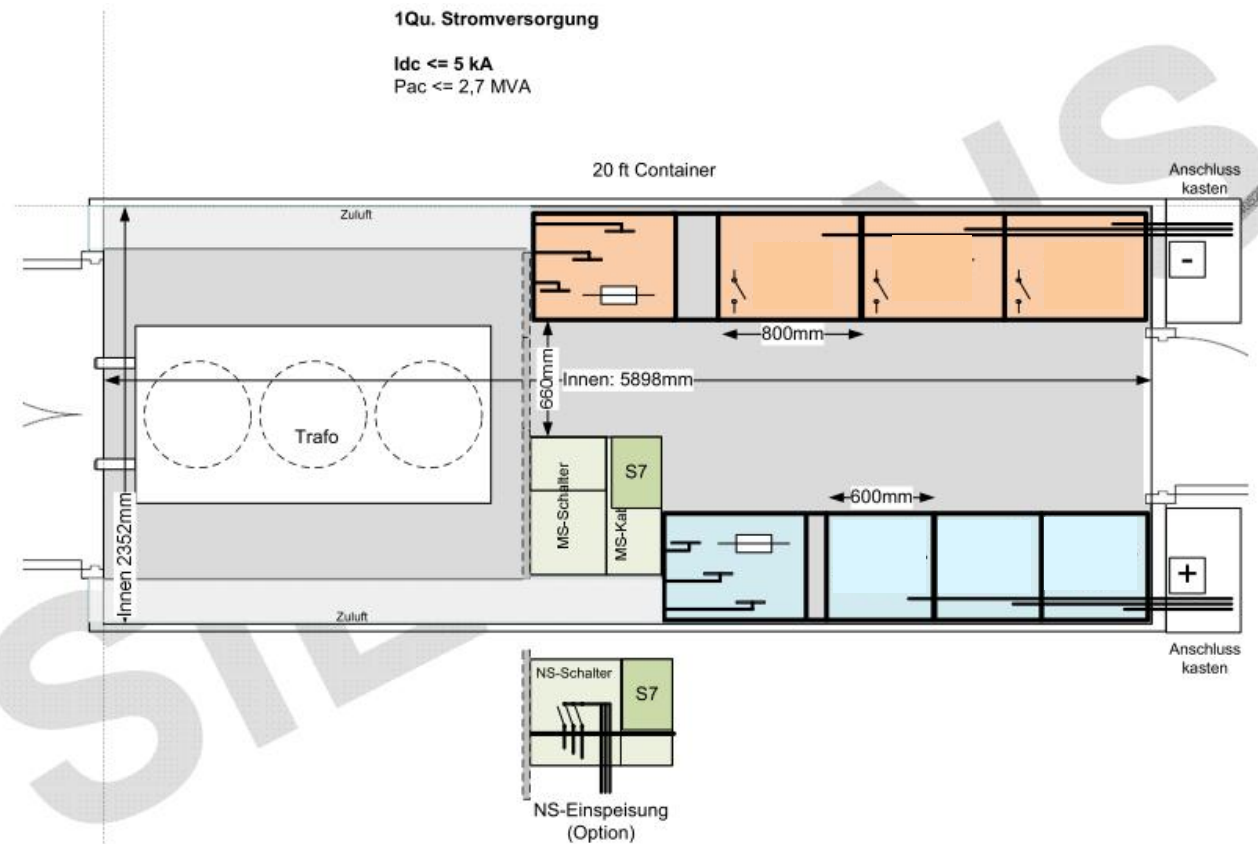 1Qu. Stromversorgung
Idc <= 5 kA
Pac <= 2,7 MVA
20 ft Container
Anschluss
kasten
Zuluft
-
800mm
660mm
Innen: 5898mm
Trafo
MS-Schalter
S7
MS-Kab
600mm
Innen 2352mm
+
Zuluft
Anschluss
kasten
NS-Schalter
S7
NS-Einspeisung
(Option)